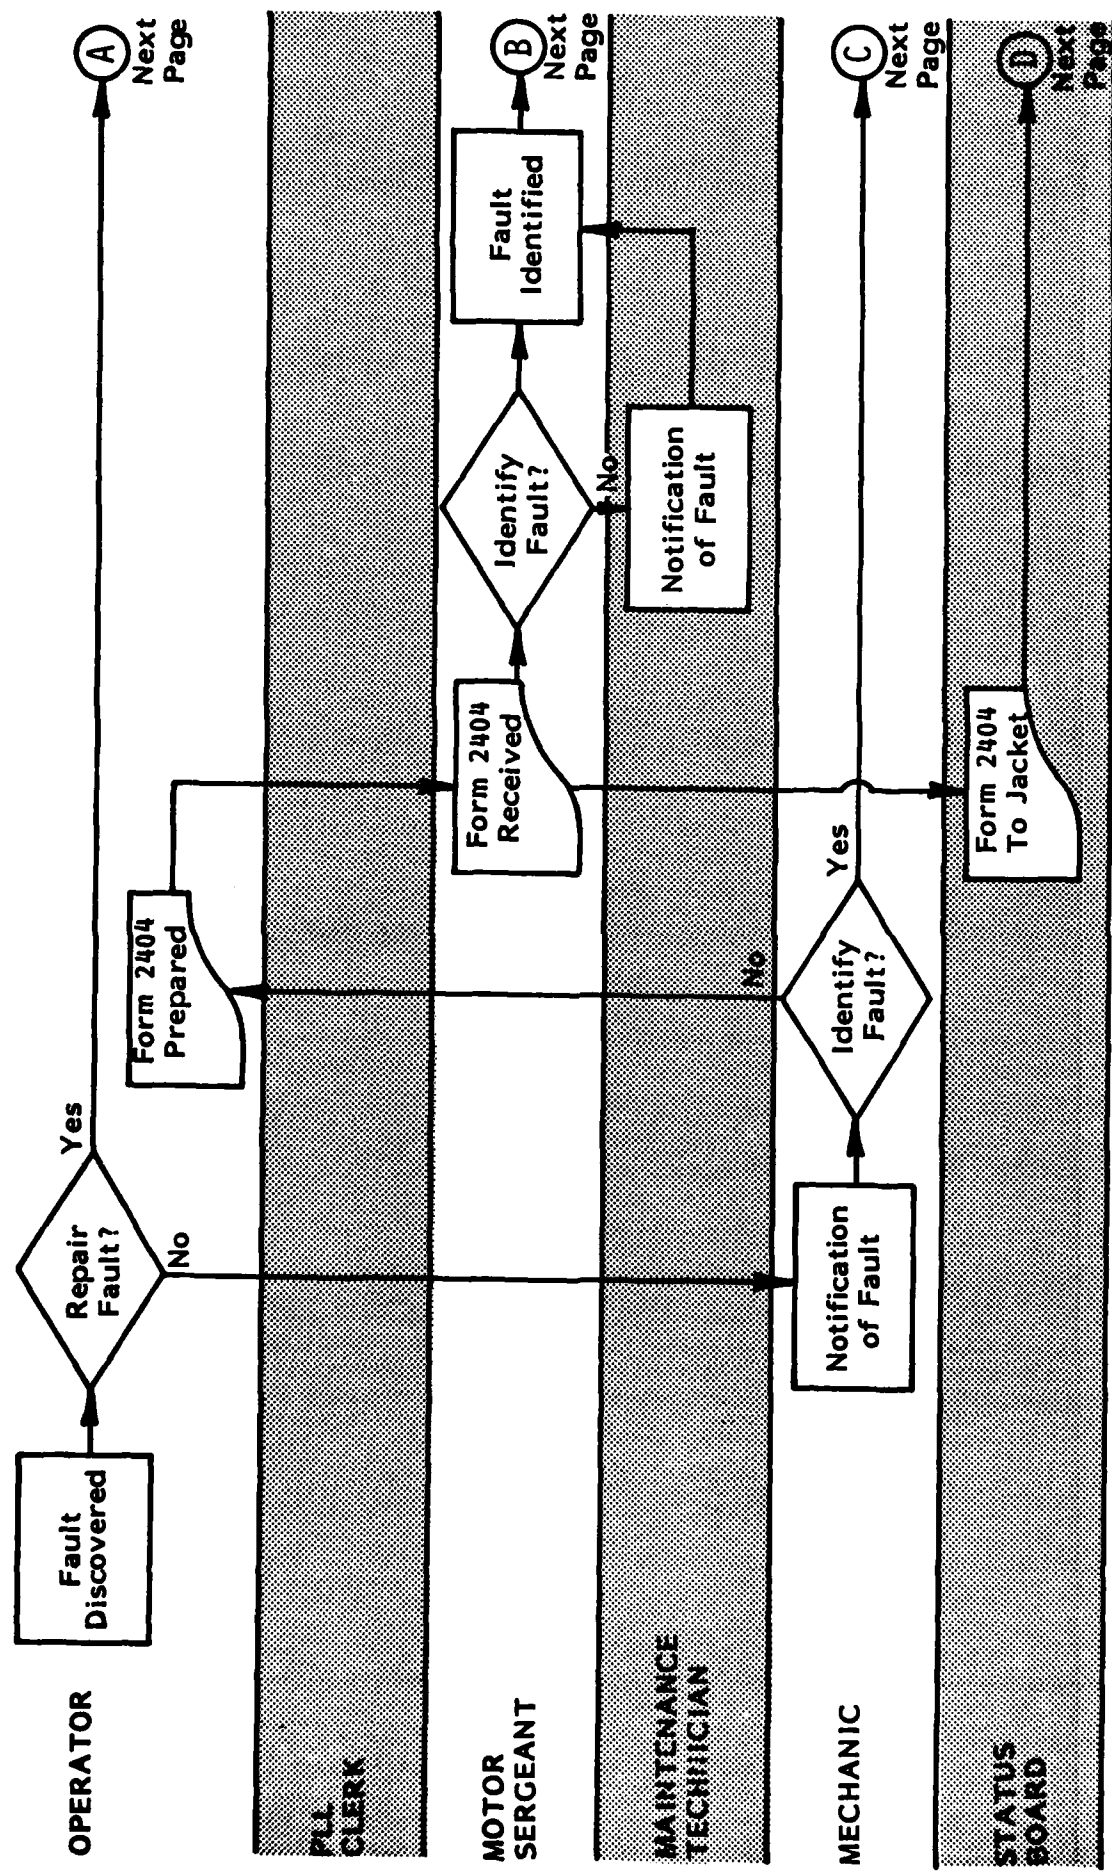 OPERATOR
Fault
Discovered
Repair
Fault?
Yes
No
Form 2404
Prepared
A
Next
Page
PLL
CLERK
MOTOR
SERGEANT
Form 2404
Received
Identify
Fault?
No
Fault
Identified
B
Next
Page
MAINTENANCE
TECHNICIAN
Notification
of Fault
MECHANIC
Notification
of Fault
Identify
Fault?
No
Yes
C
Next
Page
STATUS
BOARD
Form 2404
To Jacket
D
Next
Page